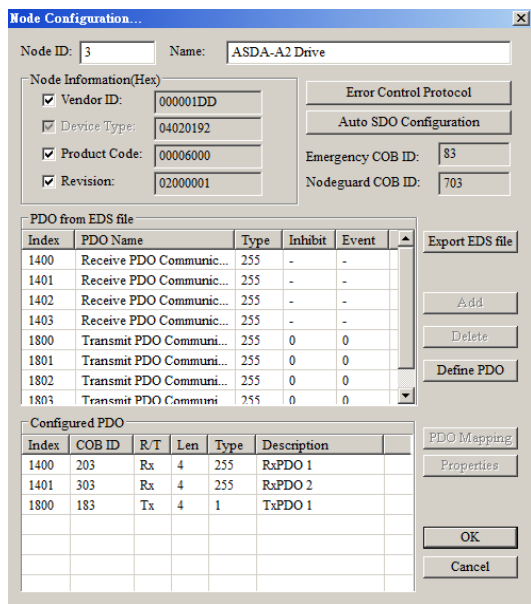 Node Configuration...
Node ID: 3 Name: ASDA-A2 Drive
Node Information(Hex)
Vendor ID: 000001DD
Device Type: 04020192
Product Code: 00006000
Revision: 02000001
Error Control Protocol
Auto SDO Configuration
Emergency COB ID: 83
Nodeguard COB ID: 703
PDO from EDS file
Index PDO Name Type Inhibit Event
1400 Receive PDO Communic... 255 - -
1401 Receive PDO Communic... 255 - -
1402 Receive PDO Communic... 255 - -
1403 Receive PDO Communic... 255 - -
1800 Transmit PDO Communi... 255 0 0
1801 Transmit PDO Communi... 255 0 0
1802 Transmit PDO Communi... 255 0 0
1803 Transmit PDO Communi... 255 0 0
Export EDS file
Add
Delete
Define PDO
Configured PDO
Index COB ID R/T Len Type Description
1400 203 Rx 4 255 RxPDO 1
1401 303 Rx 4 255 RxPDO 2
1800 183 Tx 4 1 TxPDO 1
PDO Mapping
Properties
OK
Cancel